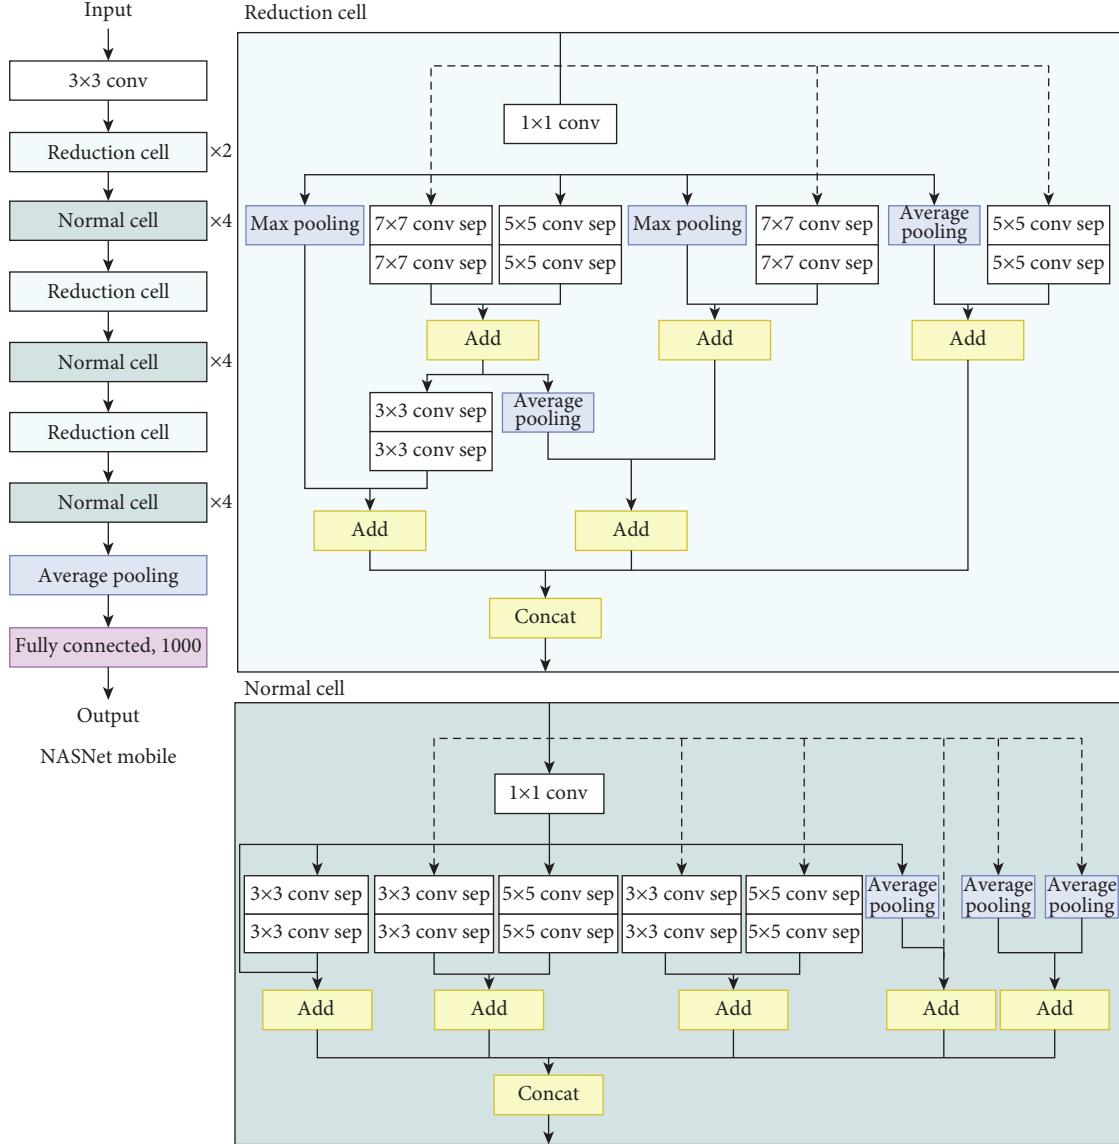 Input
3×3 conv
Reduction cell ×2
Normal cell ×4
Reduction cell
Normal cell ×4
Reduction cell
Normal cell ×4
Average pooling
Fully connected, 1000
Output
NASNet mobile
Reduction cell
1×1 conv
Max pooling
7×7 conv sep
7×7 conv sep
5×5 conv sep
5×5 conv sep
Max pooling
7×7 conv sep
7×7 conv sep
Average
pooling
5×5 conv sep
5×5 conv sep
Add
Add
Add
3×3 conv sep
3×3 conv sep
Average
pooling
Add
Add
Concat
Normal cell
1×1 conv
3×3 conv sep
3×3 conv sep
3×3 conv sep
3×3 conv sep
5×5 conv sep
5×5 conv sep
3×3 conv sep
3×3 conv sep
5×5 conv sep
5×5 conv sep
Average
pooling
Average
pooling
Average
pooling
Add
Add
Add
Add
Add
Concat